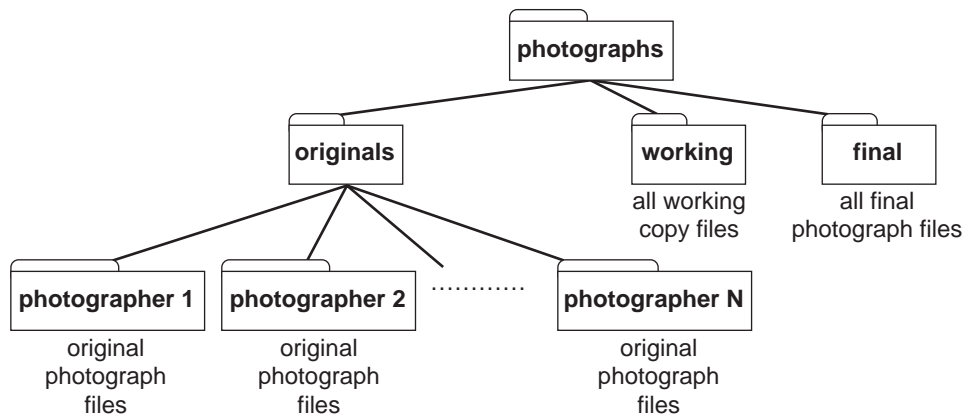 photographs
originals
working
final
all working
copy files
all final
photograph files
photographer 1
photographer 2
............
photographer N
original
photograph
files
original
photograph
files
original
photograph
files